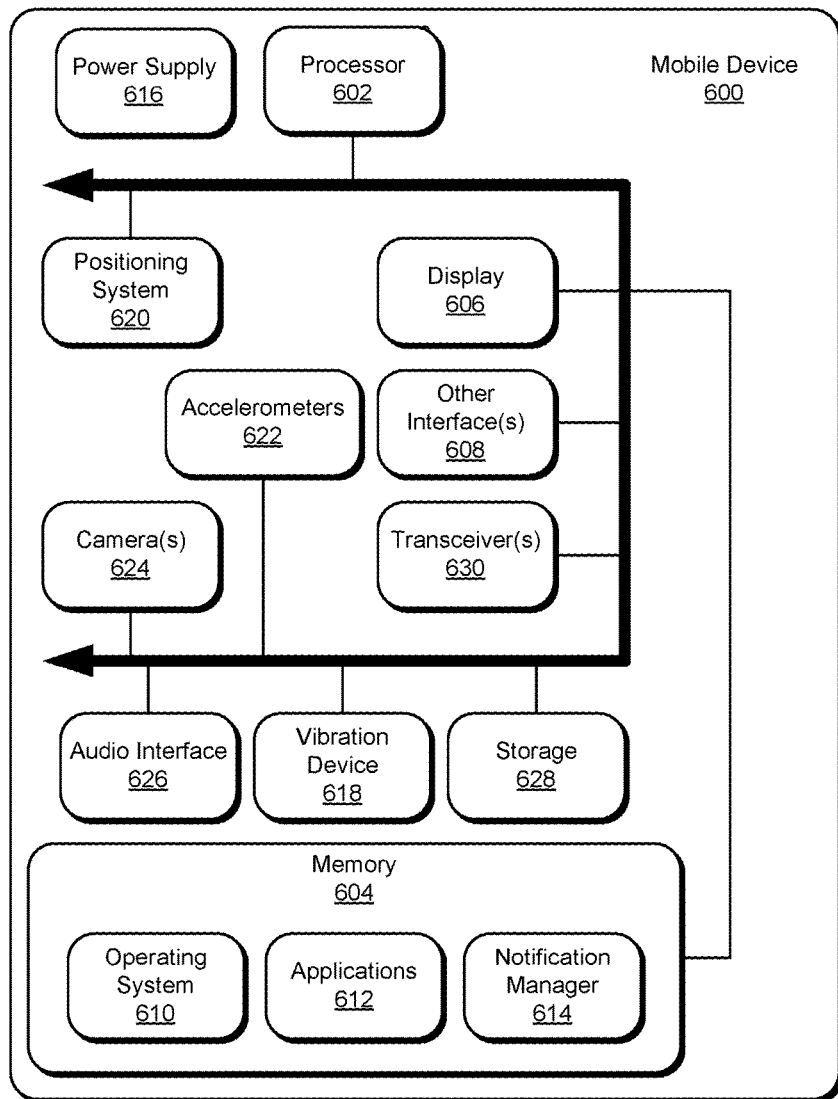 Power Supply
616
Processor
602
Mobile Device
600
Positioning
System
620
Display
606
Accelerometers
622
Other
Interface(s)
608
Camera(s)
624
Transceiver(s)
630
Audio Interface
626
Vibration
Device
618
Storage
628
Memory
604
Operating
System
610
Applications
612
Notification
Manager
614